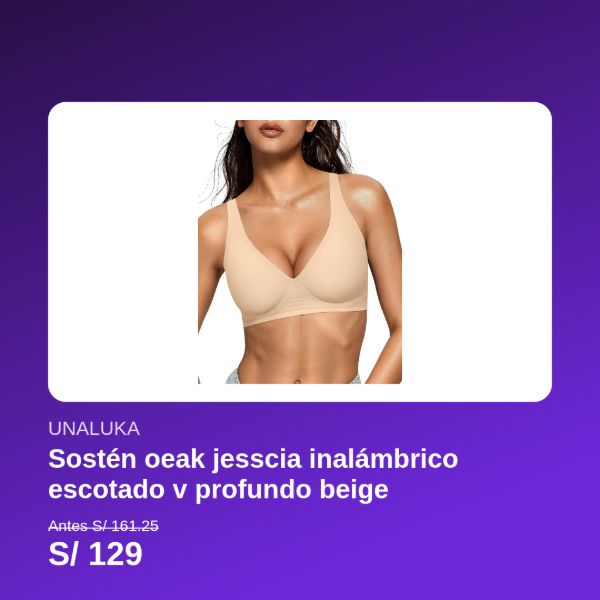 UNALUKA
Sostén oeak jesscia inalámbrico
escotado v profundo beige
Antes S/ 161.25
S/ 129